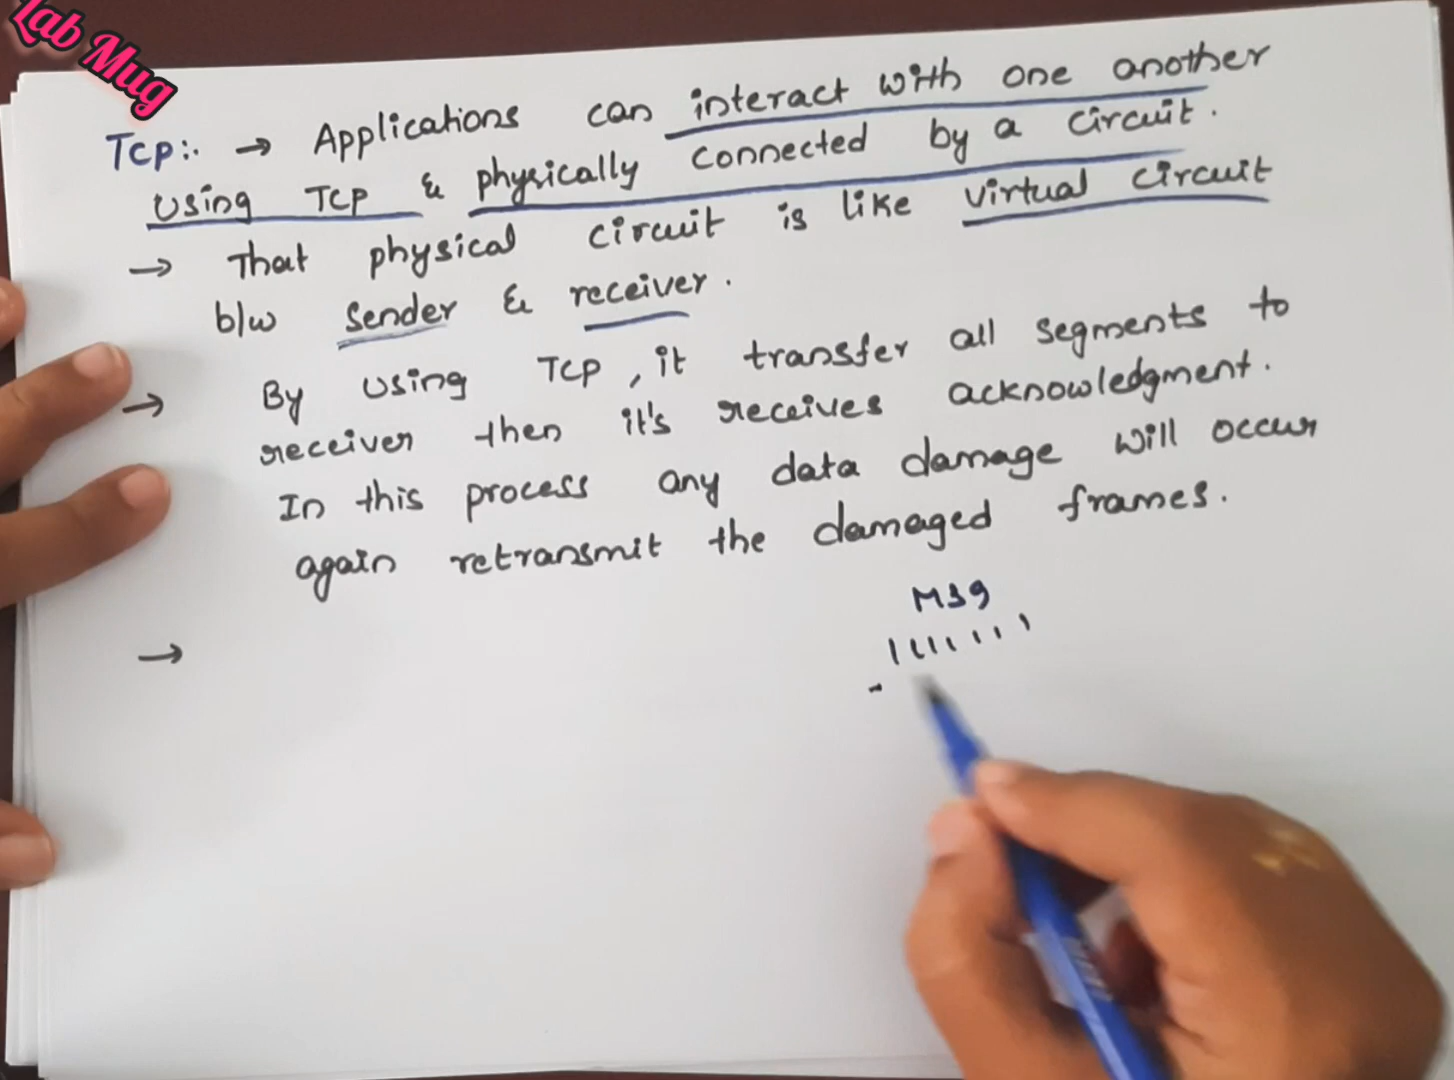 Lab Mug
Tcp:- → Applications can interact with one another
using TCP & physically connected by a circuit.
→ That physical circuit is like virtual circuit
b/w sender & receiver.
→ By using TCP, it transfer all segments to
receiver then it's receives acknowledgment.
In this process any data damage will occur
again retransmit the damaged frames.
Msg
→